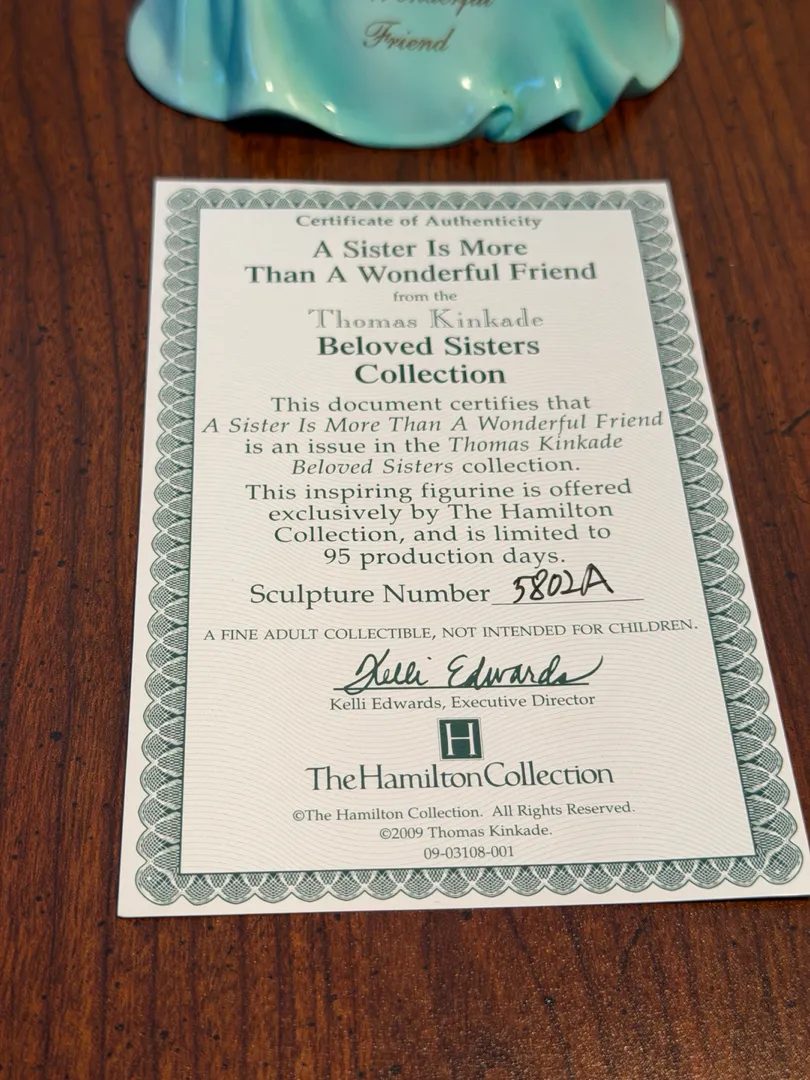 Friend
Certificate of Authenticity
A Sister Is More
Than A Wonderful Friend
from the
Thomas Kinkade
Beloved Sisters
Collection
This document certifies that
A Sister Is More Than A Wonderful Friend
is an issue in the Thomas Kinkade
Beloved Sisters collection.
This inspiring figurine is offered
exclusively by The Hamilton
Collection, and is limited to
95 production days.
Sculpture Number 5802A
A FINE ADULT COLLECTIBLE, NOT INTENDED FOR CHILDREN.
Kelli Edwards
Kelli Edwards, Executive Director
H
The Hamilton Collection
©The Hamilton Collection. All Rights Reserved.
©2009 Thomas Kinkade.
09-03108-001